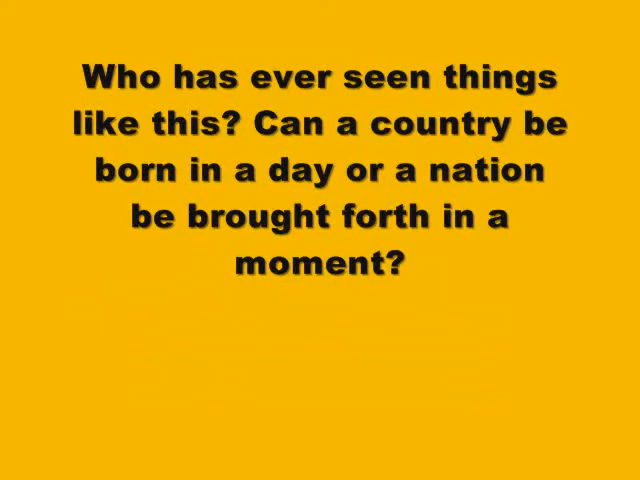 Who has ever seen things
like this? Can a country be
born in a day or a nation
be brought forth in a
moment?